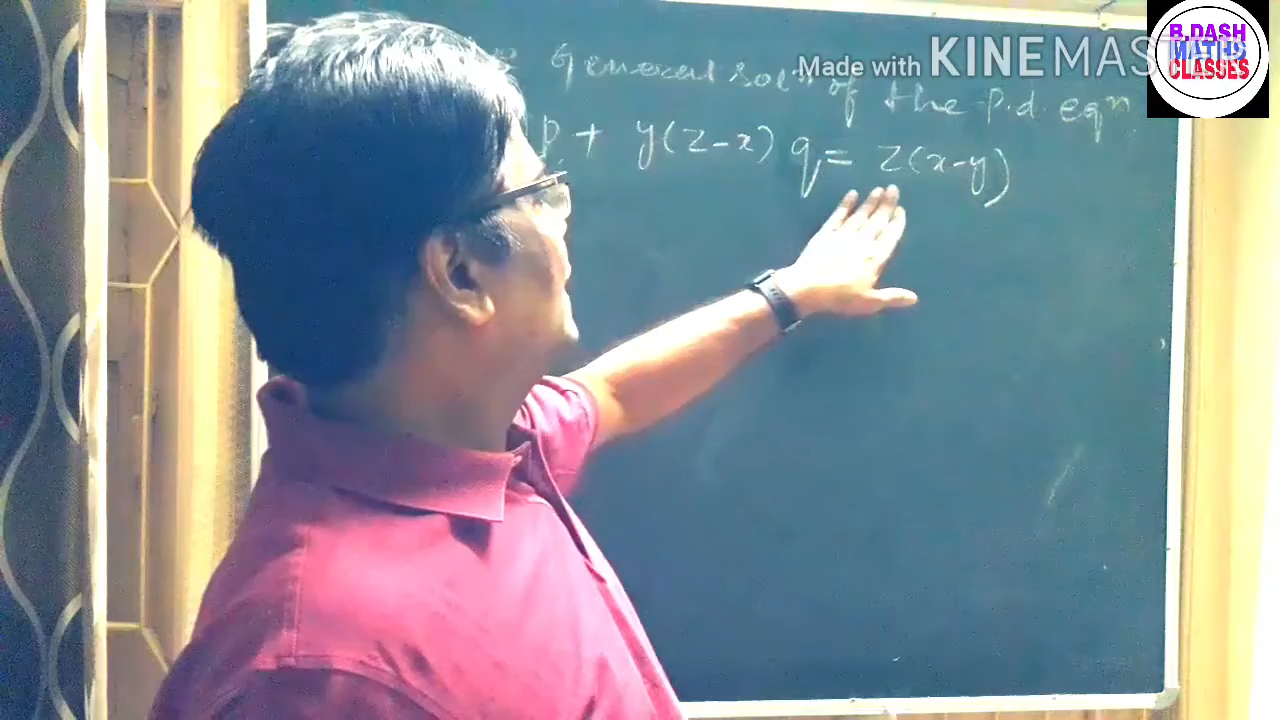 General soln of the p.d. eqn.
p + y(z-x) q = z(x-y)
Made with KINEMASTER
B.DASH
MATHS
CLASSES